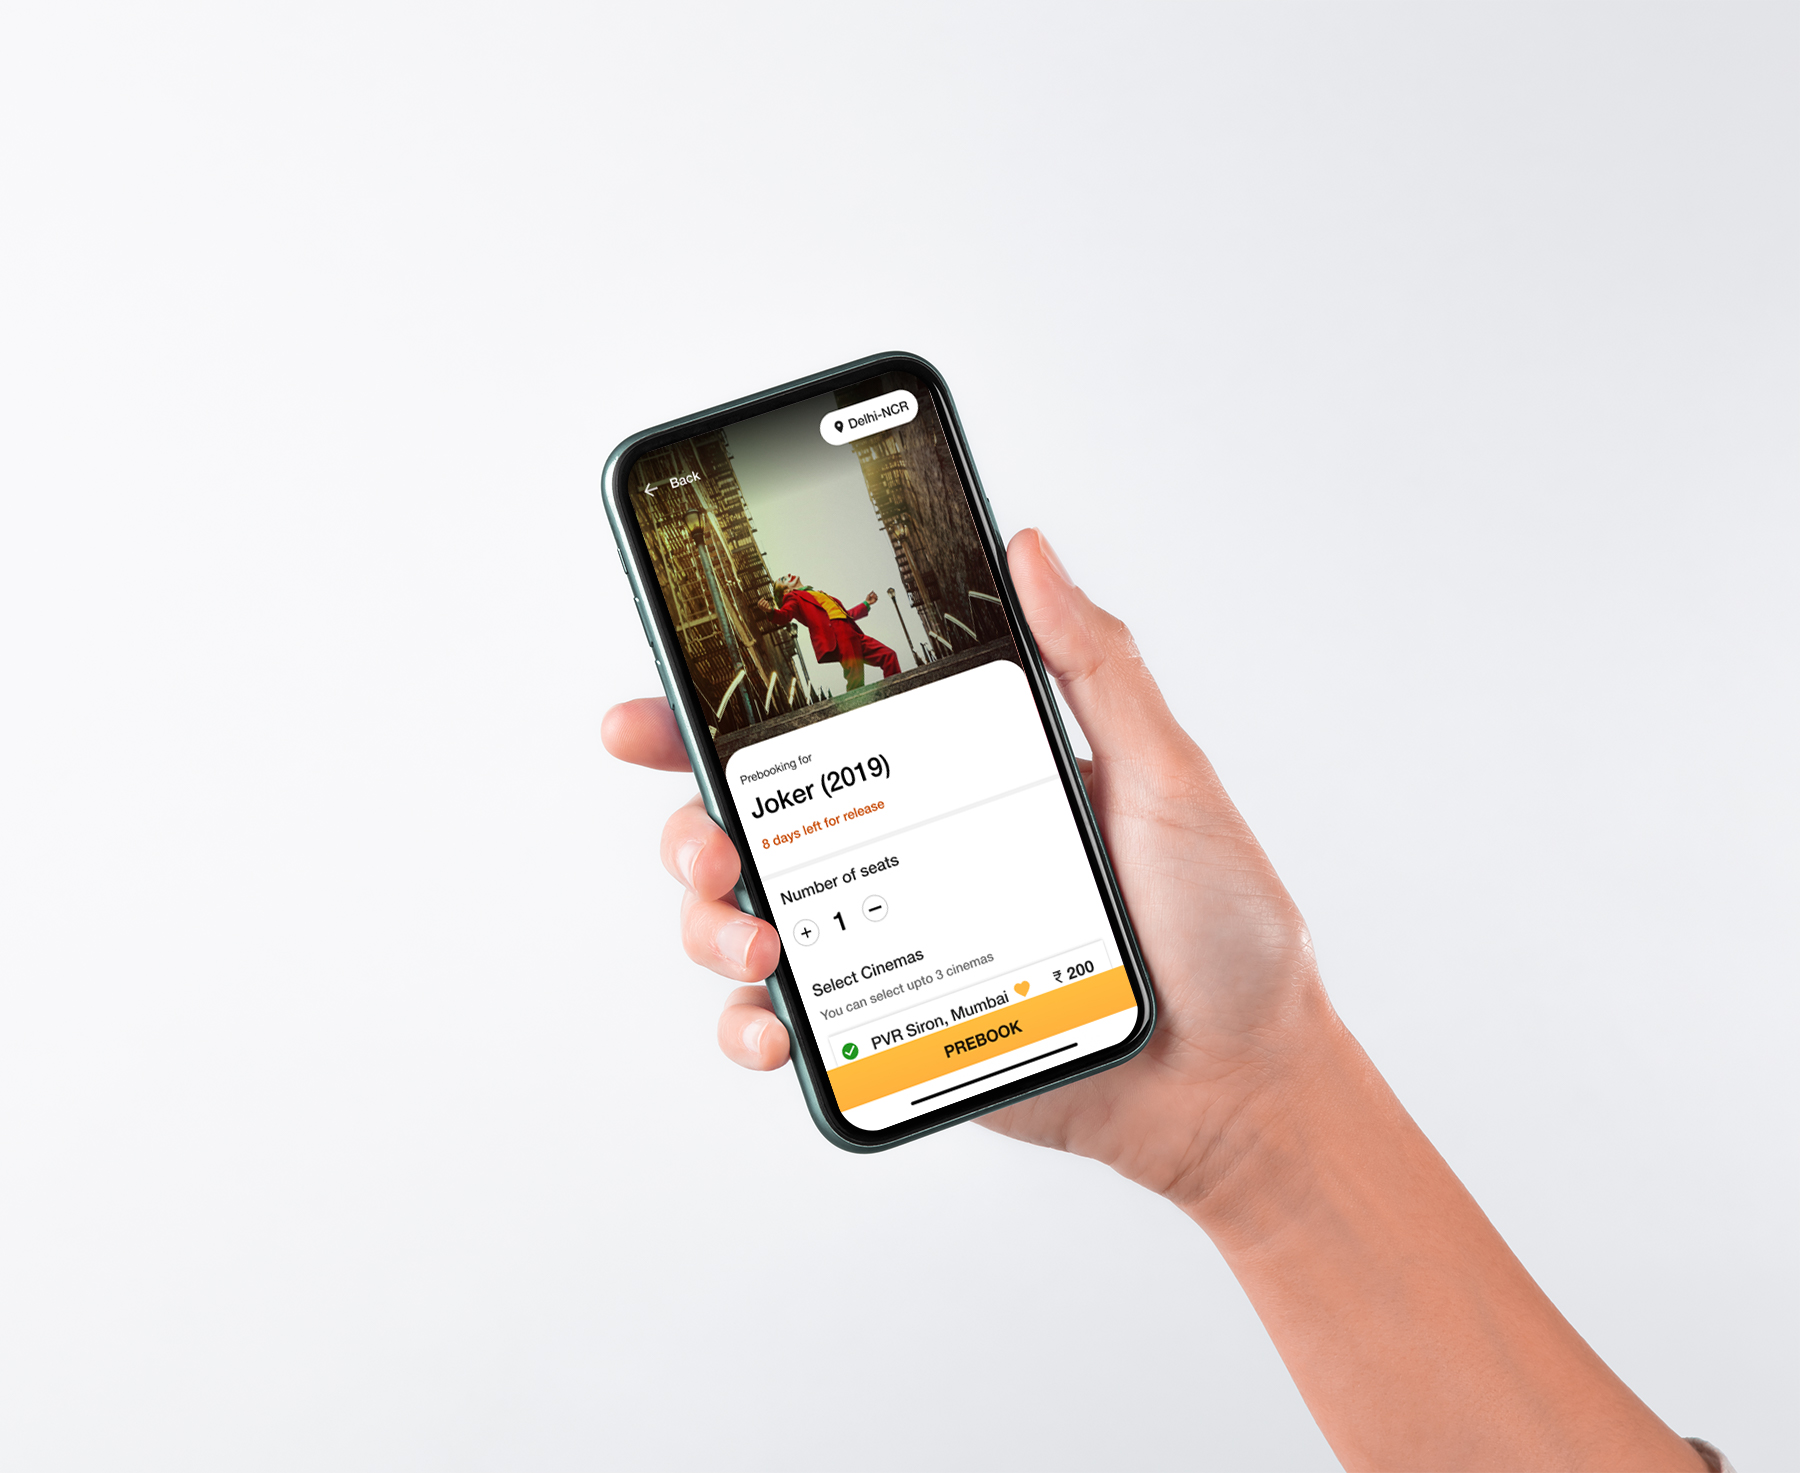 Delhi-NCR
Back
Prebooking for
Joker (2019)
8 days left for release
Number of seats
+ 1 −
Select Cinemas
You can select upto 3 cinemas
PVR Siron, Mumbai ₹ 200
PREBOOK